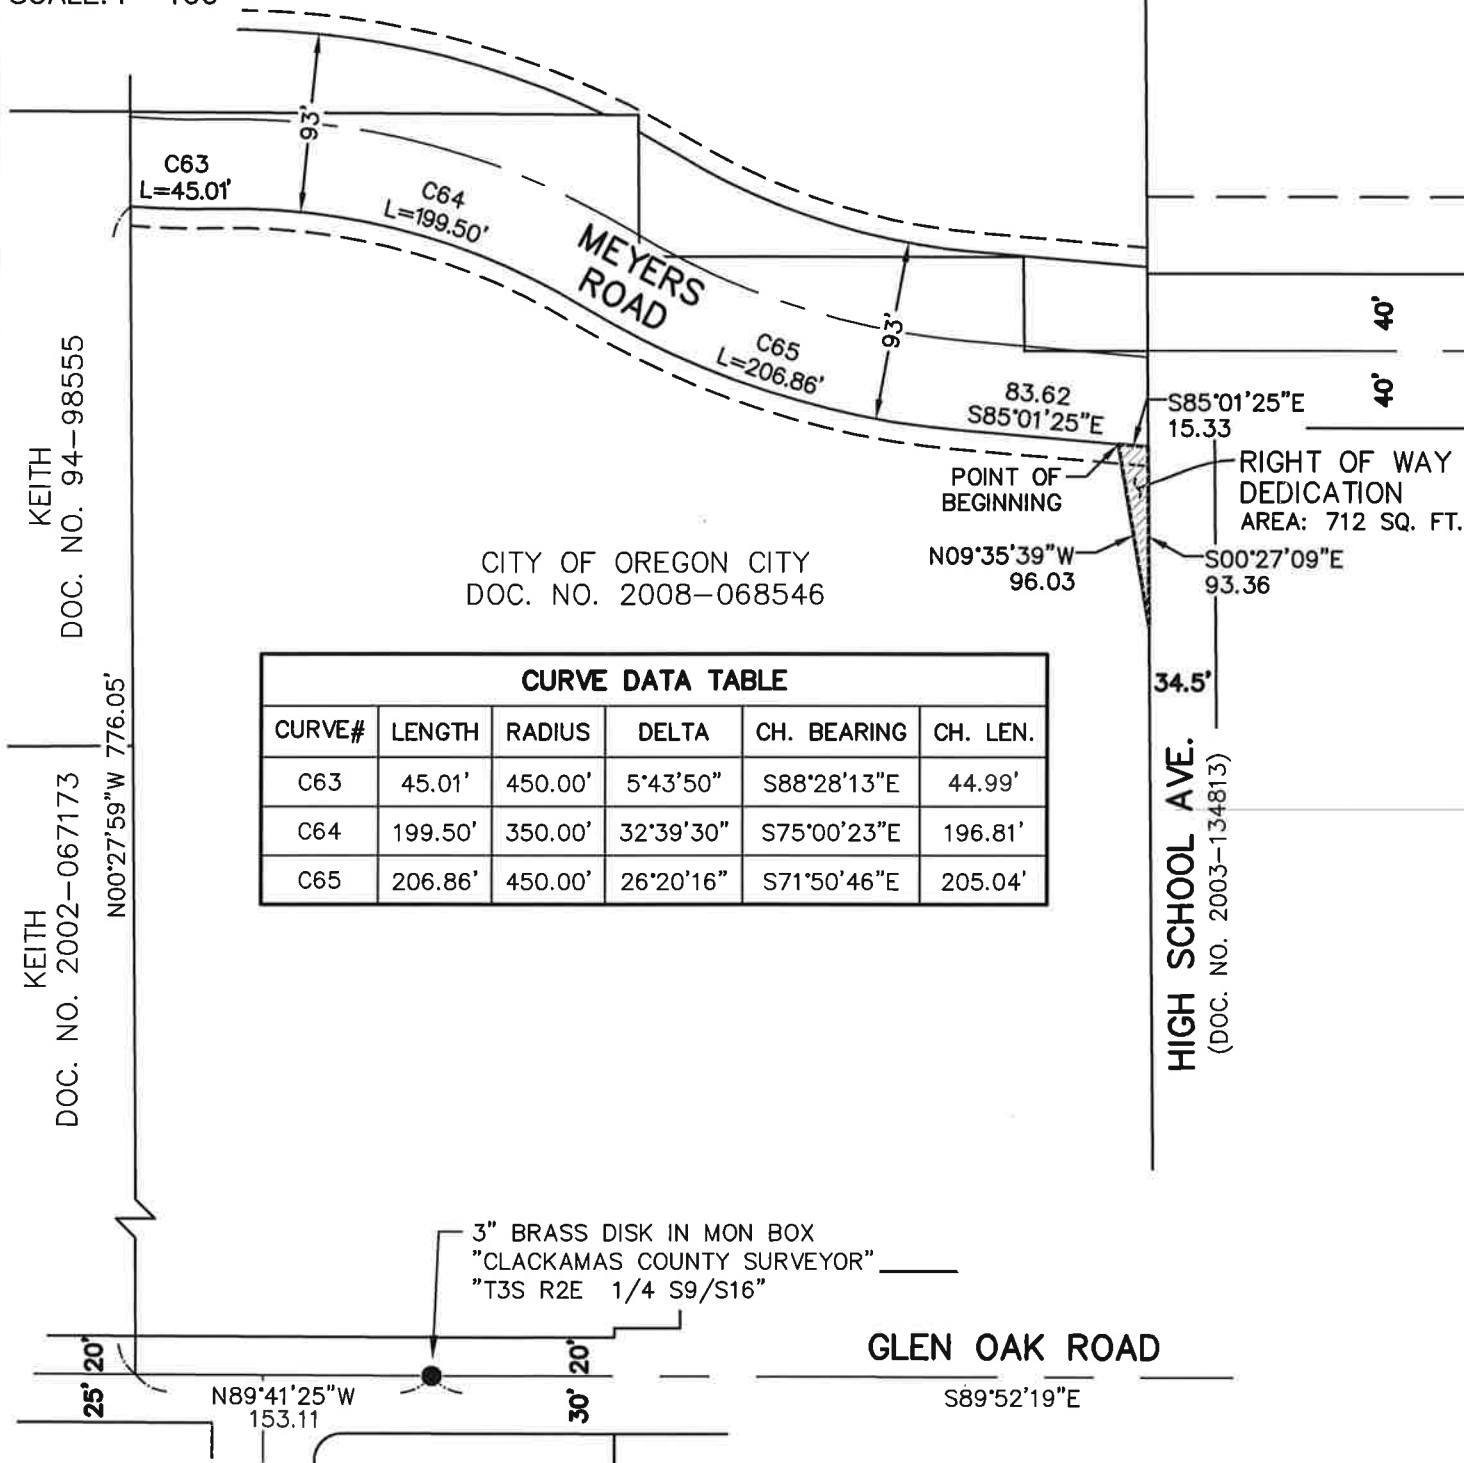 93'
C63
L=45.01'
C64
L=199.50'
MEYERS
ROAD
93'
C65
L=206.86'
83.62
S85°01'25"E
40'
40'
S85°01'25"E
15.33
POINT OF
BEGINNING
RIGHT OF WAY
DEDICATION
AREA: 712 SQ. FT.
N09°35'39"W
96.03
S00°27'09"E
93.36
KEITH
DOC. NO. 94-98555
CITY OF OREGON CITY
DOC. NO. 2008-068546
34.5'
N00°27'59"W 776.05'
CURVE DATA TABLE
CURVE# LENGTH RADIUS DELTA CH. BEARING CH. LEN.
C63 45.01' 450.00' 5°43'50" S88°28'13"E 44.99'
C64 199.50' 350.00' 32°39'30" S75°00'23"E 196.81'
C65 206.86' 450.00' 26°20'16" S71°50'46"E 205.04'
KEITH
DOC. NO. 2002-067173
HIGH SCHOOL AVE.
(DOC. NO. 2003-134813)
3" BRASS DISK IN MON BOX
"CLACKAMAS COUNTY SURVEYOR"
"T3S R2E 1/4 S9/S16"
20'
25'
20'
30'
GLEN OAK ROAD
N89°41'25"W
153.11
S89°52'19"E